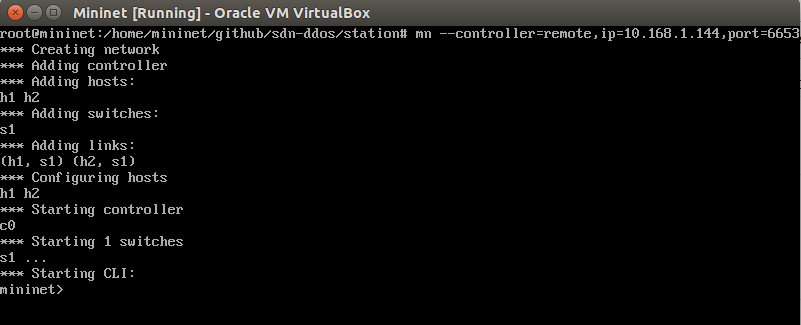 Mininet [Running] - Oracle VM VirtualBox
root@mininet:/home/mininet/github/sdn-ddos/station# mn --controller=remote,ip=10.168.1.144,port=6653
*** Creating network
*** Adding controller
*** Adding hosts:
h1 h2
*** Adding switches:
s1
*** Adding links:
(h1, s1) (h2, s1)
*** Configuring hosts
h1 h2
*** Starting controller
c0
*** Starting 1 switches
s1 ...
*** Starting CLI:
mininet>